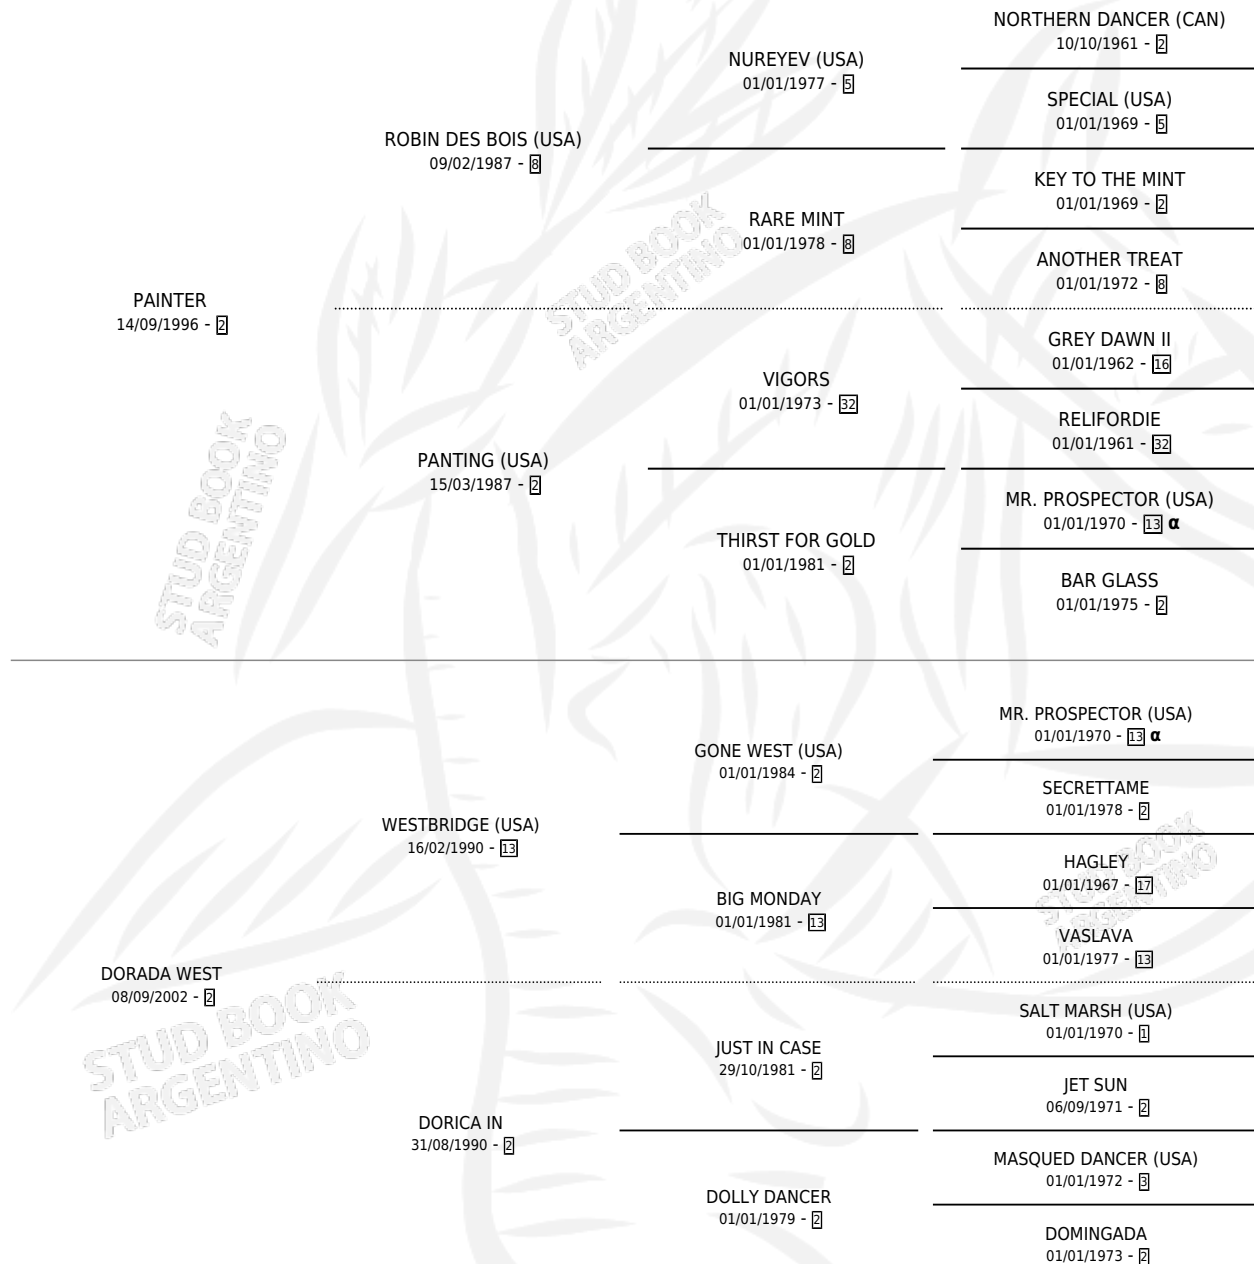 NORTHERN DANCER (CAN)
10/10/1961 - 2
NUREYEV (USA)
01/01/1977 - 5
SPECIAL (USA)
01/01/1969 - 5
ROBIN DES BOIS (USA)
09/02/1987 - 8
KEY TO THE MINT
01/01/1969 - 2
RARE MINT
01/01/1978 - 8
ANOTHER TREAT
01/01/1972 - 8
PAINTER
14/09/1996 - 2
GREY DAWN II
01/01/1962 - 16
VIGORS
01/01/1973 - 32
RELIFORDIE
01/01/1961 - 32
PANTING (USA)
15/03/1987 - 2
MR. PROSPECTOR (USA)
01/01/1970 - 13 α
THIRST FOR GOLD
01/01/1981 - 2
BAR GLASS
01/01/1975 - 2
MR. PROSPECTOR (USA)
01/01/1970 - 13 α
GONE WEST (USA)
01/01/1984 - 2
SECRETTAME
01/01/1978 - 2
WESTBRIDGE (USA)
16/02/1990 - 13
HAGLEY
01/01/1967 - 17
BIG MONDAY
01/01/1981 - 13
VASLAVA
01/01/1977 - 13
DORADA WEST
08/09/2002 - 2
SALT MARSH (USA)
01/01/1970 - 1
JUST IN CASE
29/10/1981 - 2
JET SUN
06/09/1971 - 2
DORICA IN
31/08/1990 - 2
MASQUED DANCER (USA)
01/01/1972 - 3
DOLLY DANCER
01/01/1979 - 2
DOMINGADA
01/01/1973 - 2
STUD BOOK
ARGENTINO
STUD BOOK
ARGENTINO
STUD BOOK
ARGENTINO
STUD BOOK
ARGENTINO